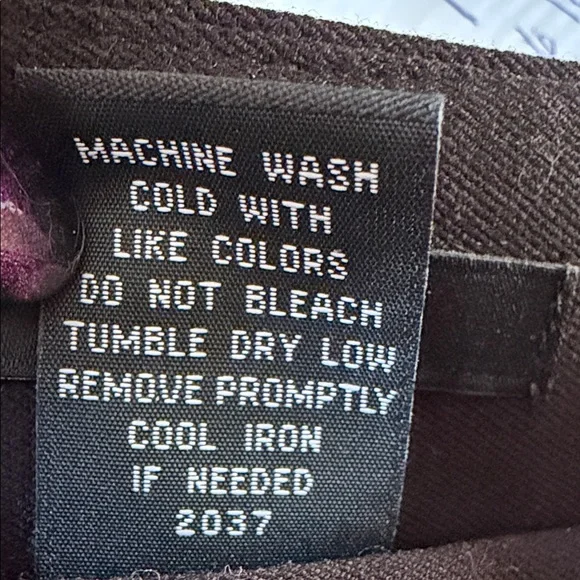 MACHINE WASH
COLD WITH
LIKE COLORS
DO NOT BLEACH
TUMBLE DRY LOW
REMOVE PROMPTLY
COOL IRON
IF NEEDED
2037